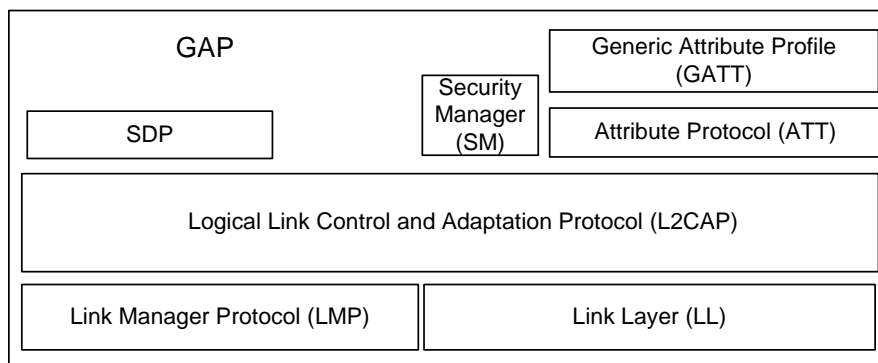 GAP
Generic Attribute Profile
(GATT)
Security
Manager
(SM)
SDP
Attribute Protocol (ATT)
Logical Link Control and Adaptation Protocol (L2CAP)
Link Manager Protocol (LMP)
Link Layer (LL)